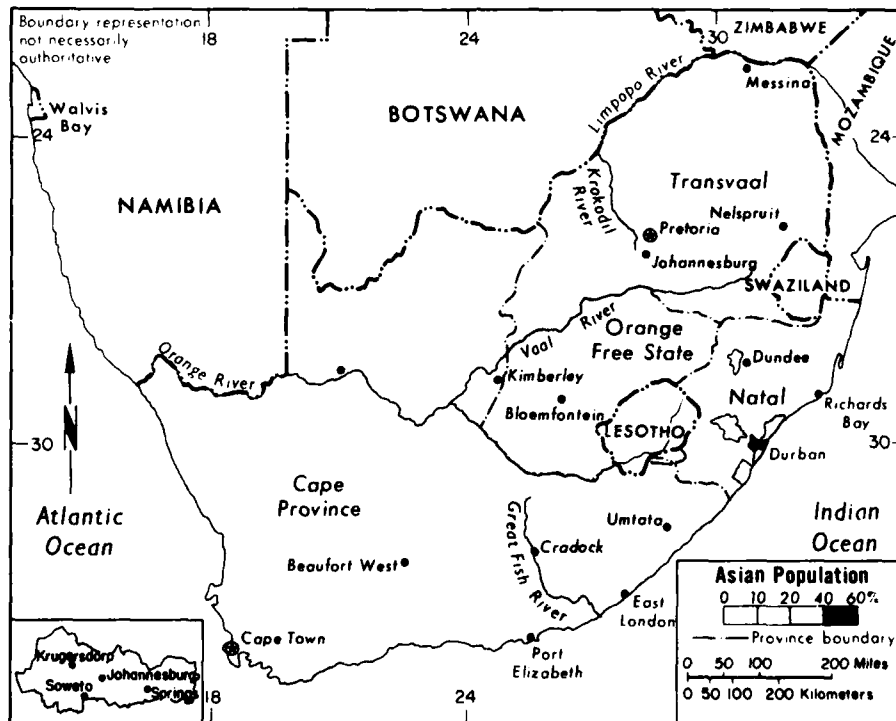 Boundary representation
not necessarily
authoritative
18
24
30
ZIMBABWE
MOZAMBIQUE
Messina
Limpopo River
Walvis
Bay
24
24
BOTSWANA
NAMIBIA
Krokodil
River
Transvaal
Nelspruit
Pretoria
Johannesburg
SWAZILAND
Orange River
Vaal River
Orange
Free State
Dundee
Kimberley
Bloemfontein
Natal
Richards
Bay
LESOTHO
N
30
30
Durban
Cape
Province
Atlantic
Ocean
Great Fish River
Umtata
Indian
Ocean
Cradock
Beaufort West
East
London
Cape Town
Port
Elizabeth
Krugersdorp
Johannesburg
Soweto
Springs
18
24
Asian Population
0 10 20 40 60%
Province boundary
0 50 100 200 Miles
0 50 100 200 Kilometers